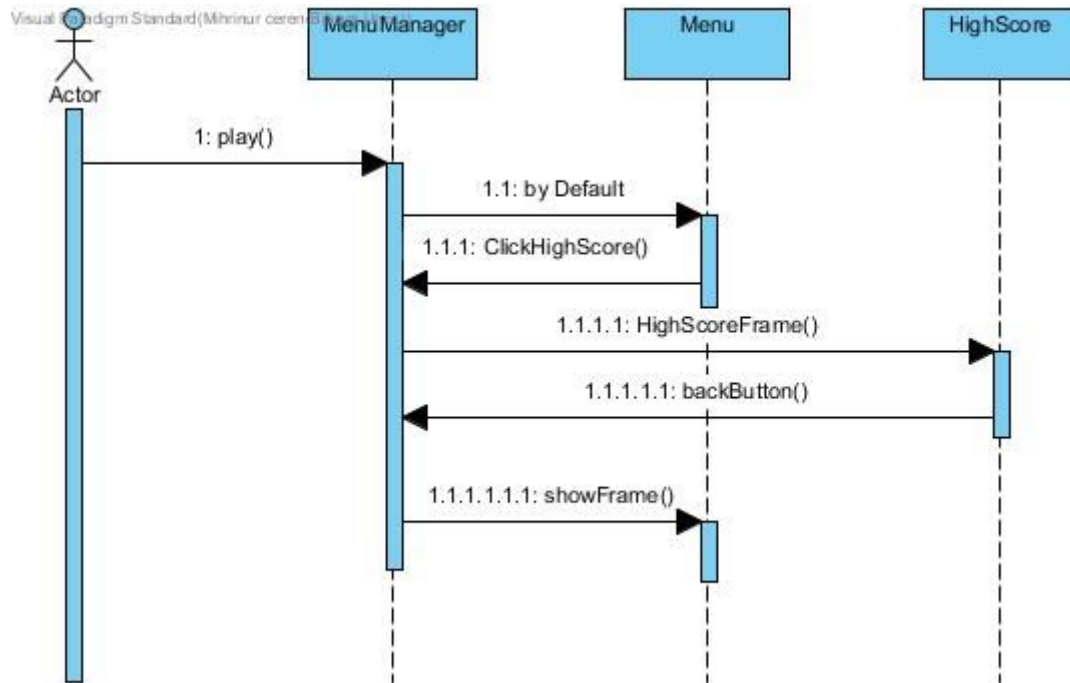 Visual Paradigm Standard(Mihrinur ceren
MenuManager
Menu
HighScore
Actor
1: play()
1.1: by Default
1.1.1: ClickHighScore()
1.1.1.1: HighScoreFrame()
1.1.1.1.1: backButton()
1.1.1.1.1.1: showFrame()